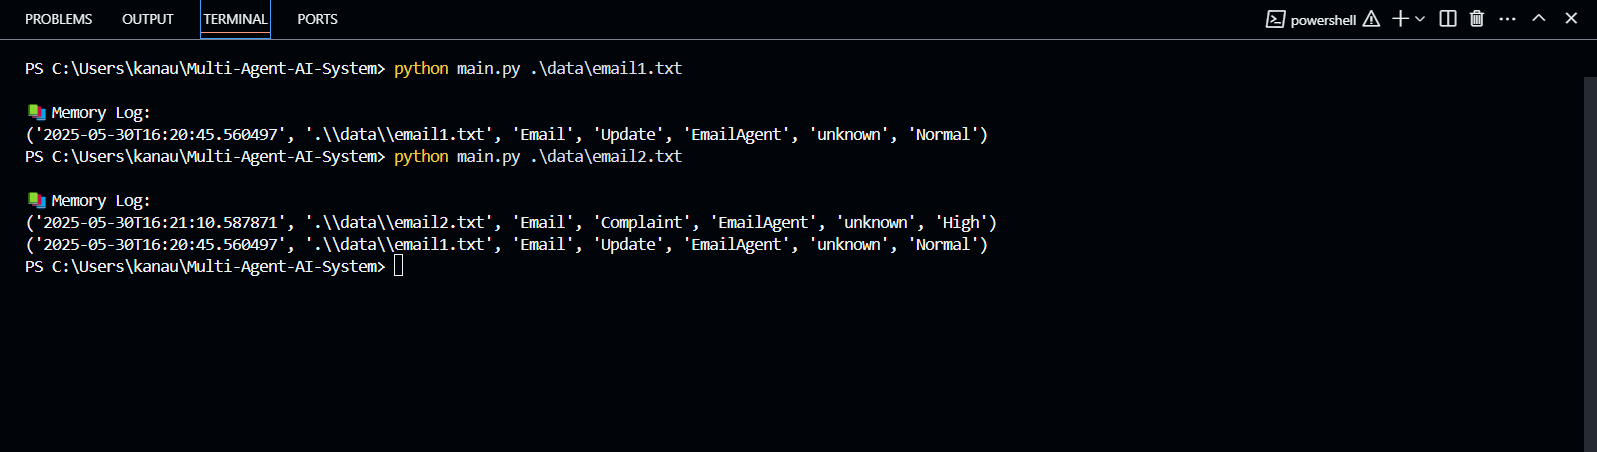 PROBLEMS OUTPUT TERMINAL PORTS powershell
PS C:\Users\kanau\Multi-Agent-AI-System> python main.py .\data\email1.txt
Memory Log:
('2025-05-30T16:20:45.560497', '.\\data\\email1.txt', 'Email', 'Update', 'EmailAgent', 'unknown', 'Normal')
PS C:\Users\kanau\Multi-Agent-AI-System> python main.py .\data\email2.txt
Memory Log:
('2025-05-30T16:21:10.587871', '.\\data\\email2.txt', 'Email', 'Complaint', 'EmailAgent', 'unknown', 'High')
('2025-05-30T16:20:45.560497', '.\\data\\email1.txt', 'Email', 'Update', 'EmailAgent', 'unknown', 'Normal')
PS C:\Users\kanau\Multi-Agent-AI-System>